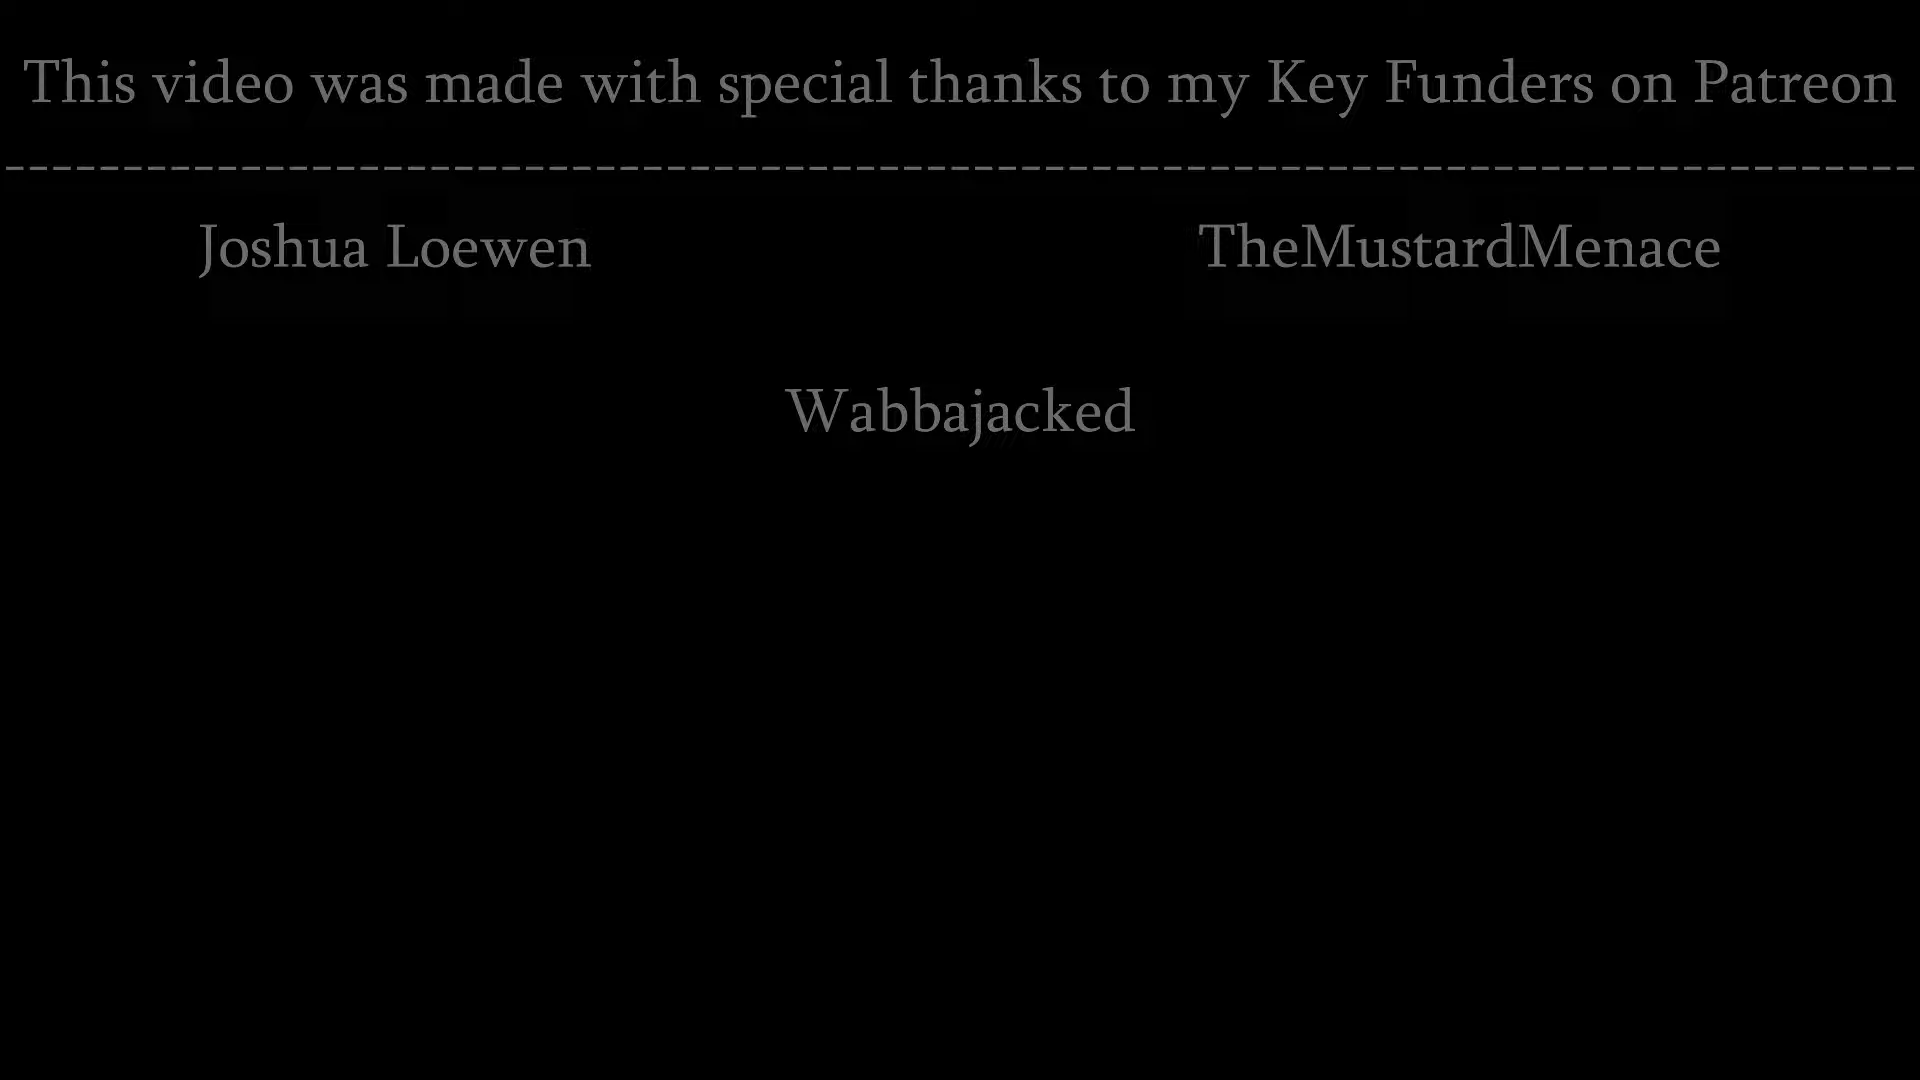 This video was made with special thanks to my Key Funders on Patreon
--------------------------------------------------------------------------------
Joshua Loewen TheMustardMenace
Wabbajacked